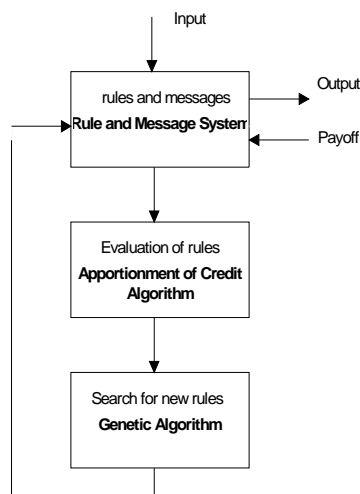 Input
Output
rules and messages
Rule and Message System
Payoff
Evaluation of rules
Apportionment of Credit
Algorithm
Search for new rules
Genetic Algorithm